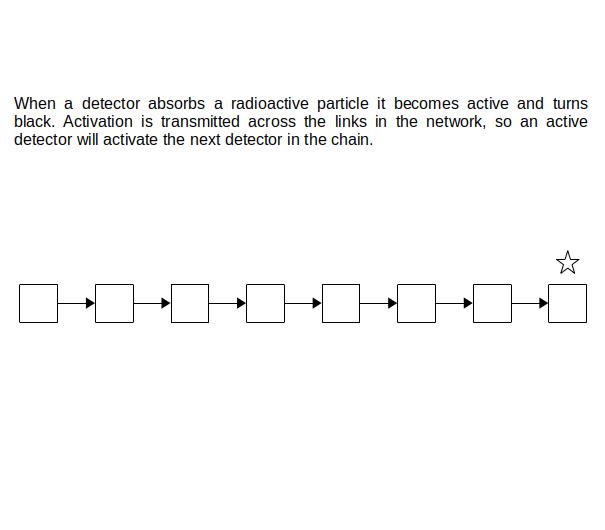 When a detector absorbs a radioactive particle it becomes active and turns
black. Activation is transmitted across the links in the network, so an active
detector will activate the next detector in the chain.